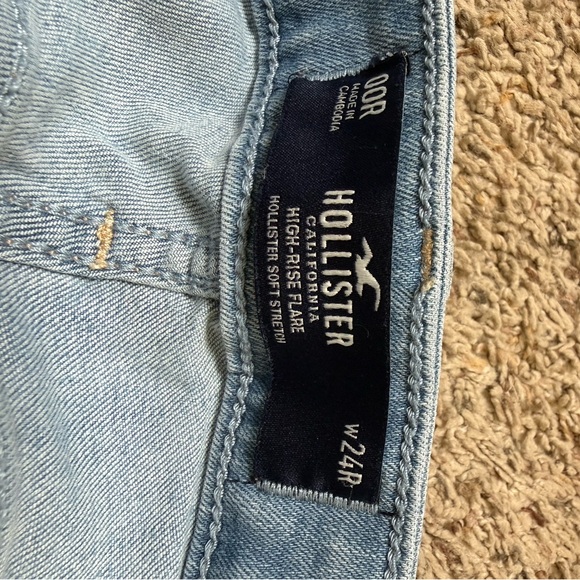 00R
MADE IN
CAMBODIA
HOLLISTER
CALIFORNIA
HIGH-RISE FLARE
HOLLISTER SOFT STRETCH
W24R